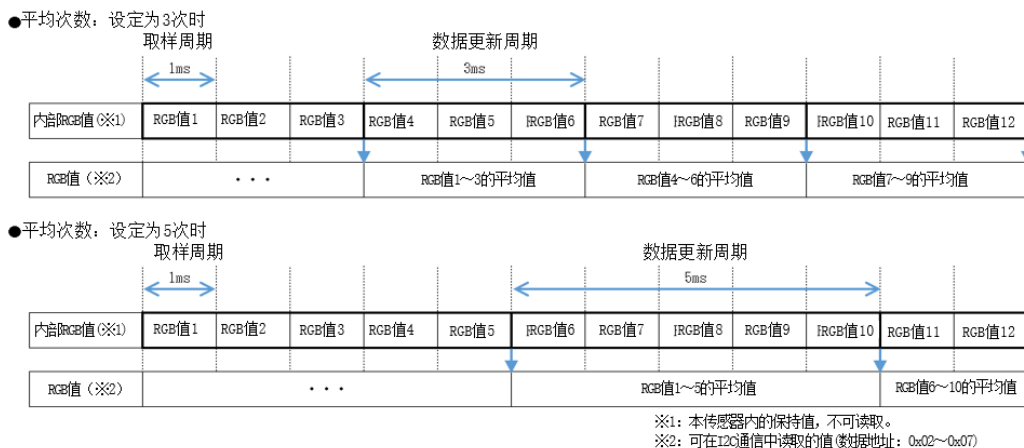 ●平均次数：设定为3次时
取样周期 数据更新周期
1ms 3ms
内部RGB值(※1) RGB值1 RGB值2 RGB值3 RGB值4 RGB值5 RGB值6 RGB值7 RGB值8 RGB值9 RGB值10 RGB值11 RGB值12
RGB值（※2） ・・・ RGB值1～3的平均值 RGB值4～6的平均值 RGB值7～9的平均值
●平均次数：设定为5次时
取样周期 数据更新周期
1ms 5ms
内部RGB值(※1) RGB值1 RGB值2 RGB值3 RGB值4 RGB值5 RGB值6 RGB值7 RGB值8 RGB值9 RGB值10 RGB值11 RGB值12
RGB值（※2） ・・・ RGB值1～5的平均值 RGB值6～10的平均值
※1：本传感器内的保持值，不可读取。
※2：可在I2C通信中读取的值(数据地址：0x02～0x07)